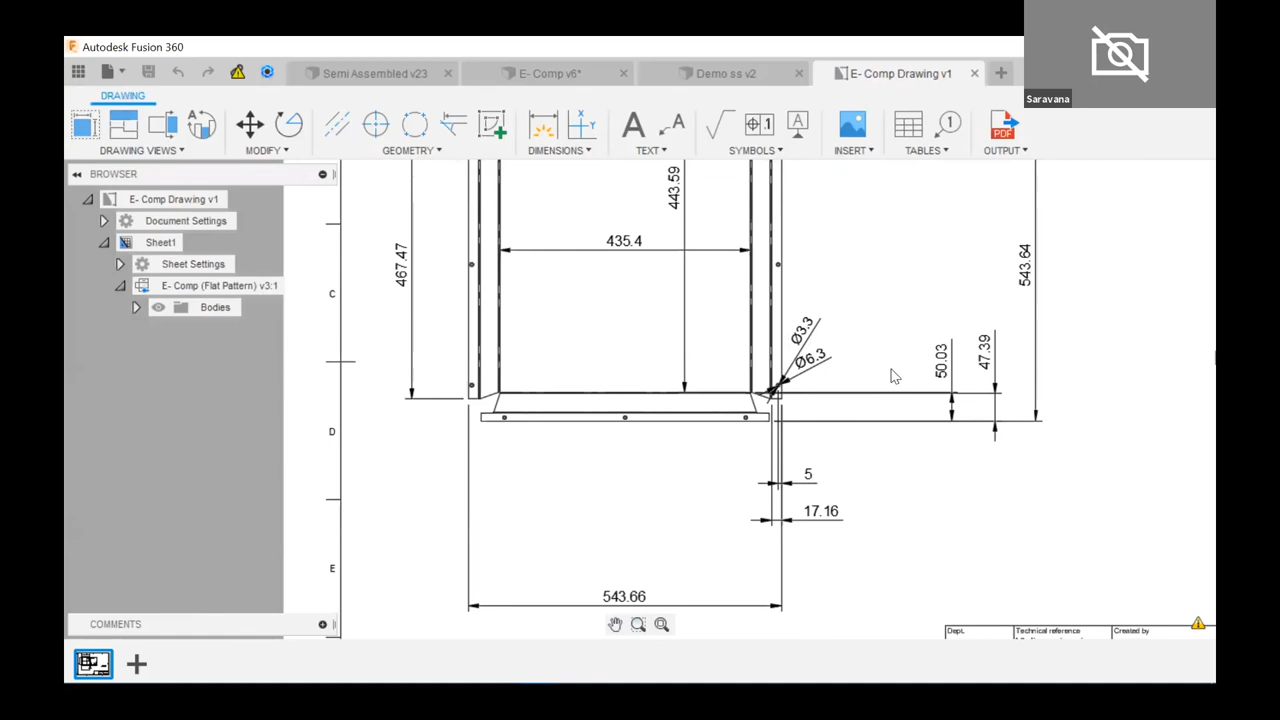 Autodesk Fusion 360
Saravana
Semi Assembled v23
E- Comp v6*
Demo ss v2
E- Comp Drawing v1
DRAWING
DRAWING VIEWS
MODIFY
GEOMETRY
DIMENSIONS
TEXT
SYMBOLS
INSERT
TABLES
OUTPUT
BROWSER
E- Comp Drawing v1
Document Settings
Sheet1
Sheet Settings
E- Comp (Flat Pattern) v3:1
Bodies
COMMENTS
C
D
E
467.47
443.59
435.4
543.64
Ø3.3
Ø6.3
50.03
47.39
5
17.16
543.66
Dept.
Technical reference
Created by